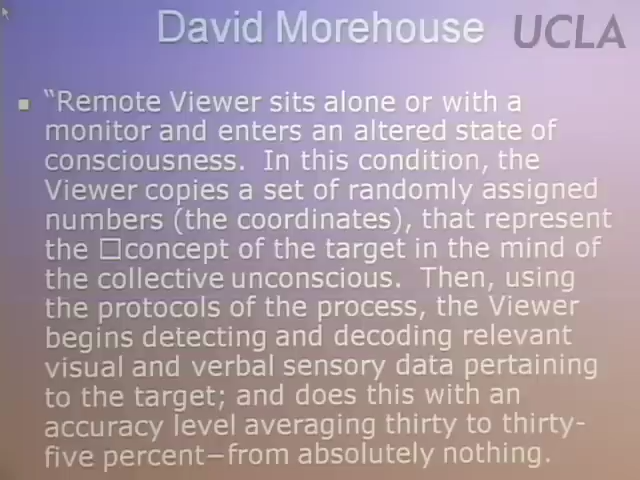 David Morehouse
UCLA
“Remote Viewer sits alone or with a
monitor and enters an altered state of
consciousness.  In this condition, the
Viewer copies a set of randomly assigned
numbers (the coordinates), that represent
the □concept of the target in the mind of
the collective unconscious.  Then, using
the protocols of the process, the Viewer
begins detecting and decoding relevant
visual and verbal sensory data pertaining
to the target; and does this with an
accuracy level averaging thirty to thirty-
five percent–from absolutely nothing.